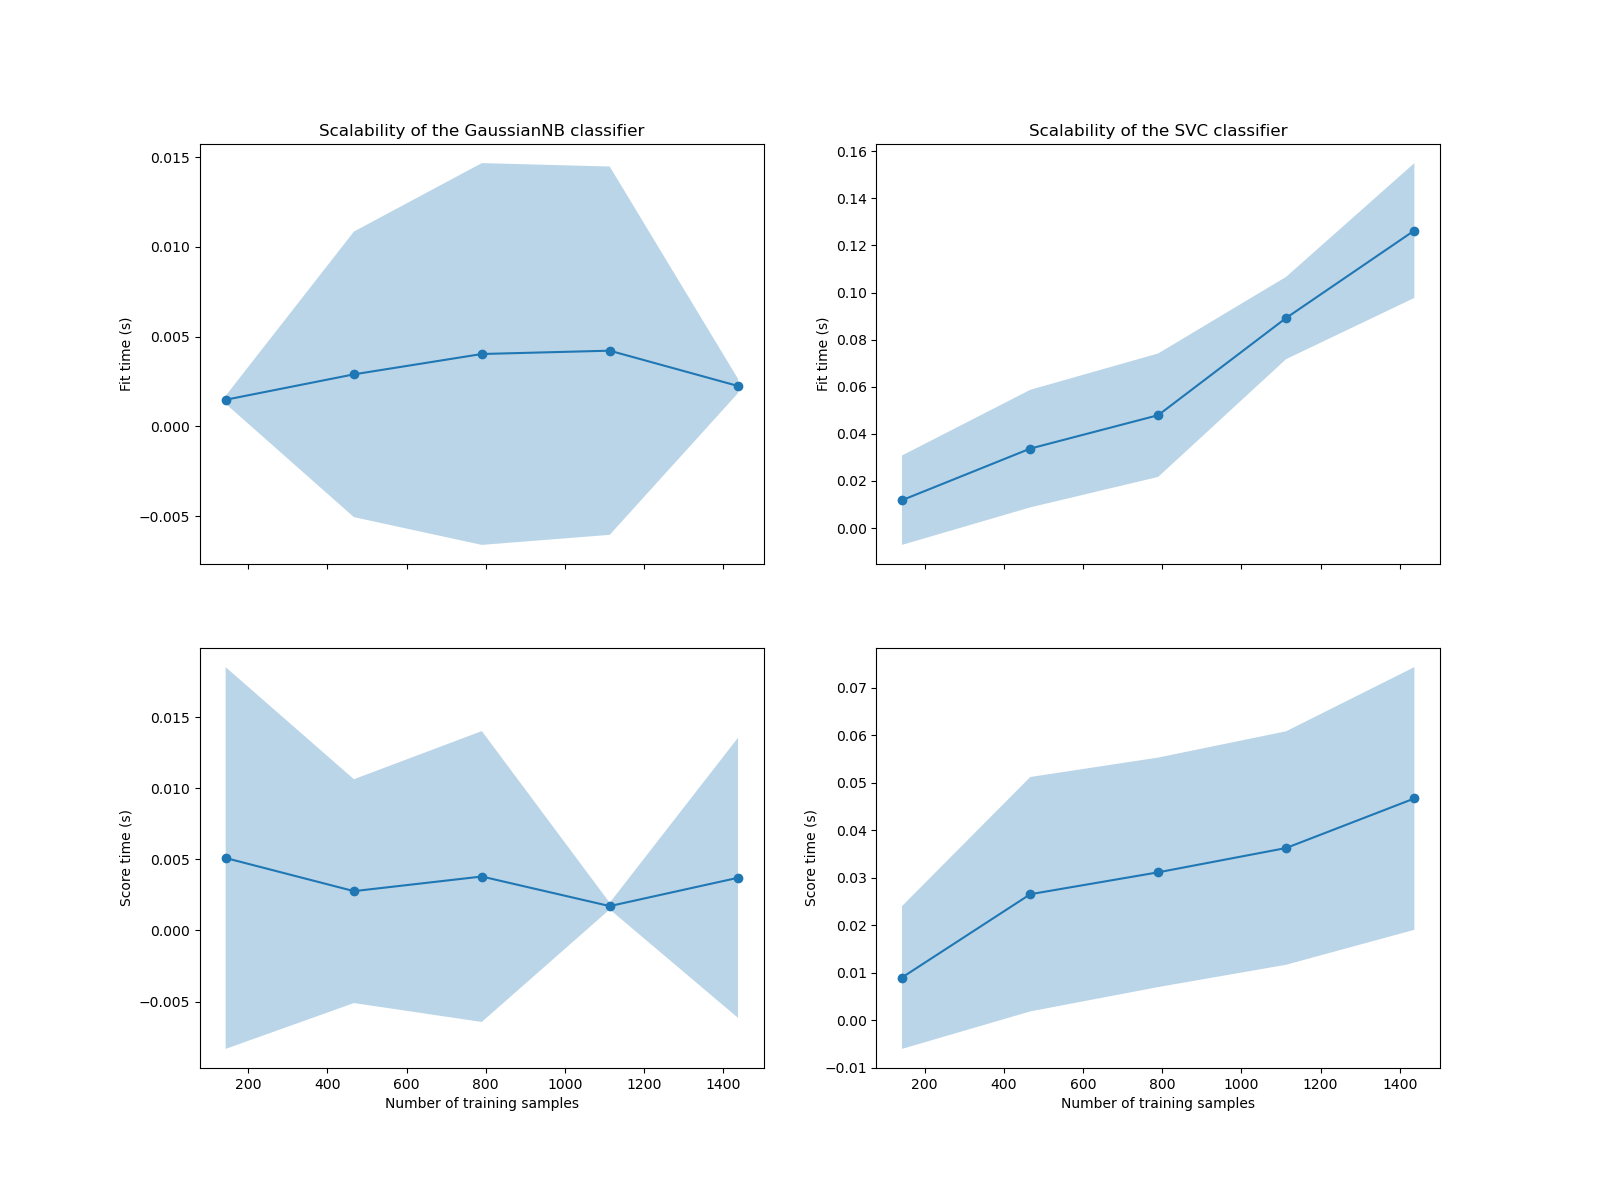 Scalability of the GaussianNB classifier
Scalability of the SVC classifier
0.015
0.010
0.005
0.000
−0.005
Fit time (s)
0.16
0.14
0.12
0.10
0.08
0.06
0.04
0.02
0.00
Fit time (s)
0.015
0.010
0.005
0.000
−0.005
Score time (s)
200 400 600 800 1000 1200 1400
Number of training samples
0.07
0.06
0.05
0.04
0.03
0.02
0.01
0.00
−0.01
Score time (s)
200 400 600 800 1000 1200 1400
Number of training samples